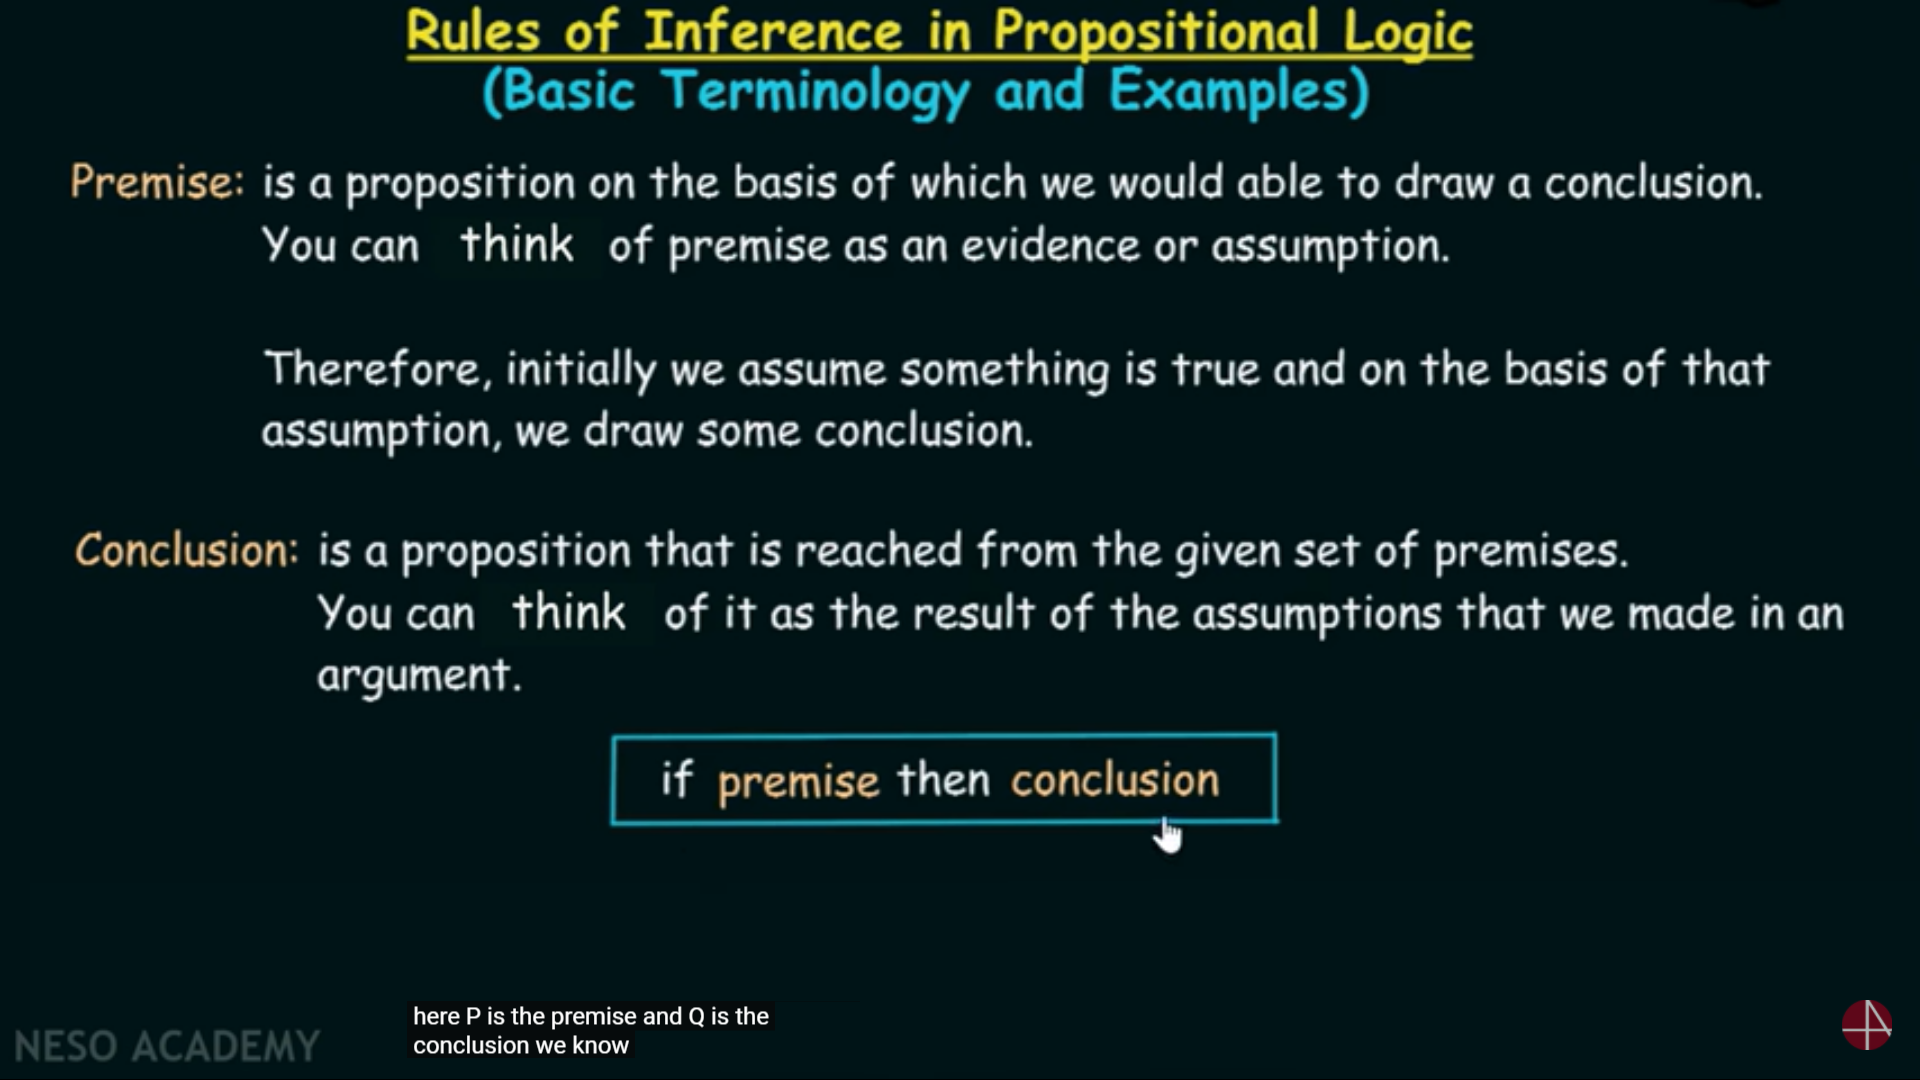 Rules of Inference in Propositional Logic
(Basic Terminology and Examples)
Premise: is a proposition on the basis of which we would able to draw a conclusion.
You can think of premise as an evidence or assumption.
Therefore, initially we assume something is true and on the basis of that
assumption, we draw some conclusion.
Conclusion: is a proposition that is reached from the given set of premises.
You can think of it as the result of the assumptions that we made in an
argument.
if premise then conclusion
here P is the premise and Q is the
conclusion we know
NESO ACADEMY